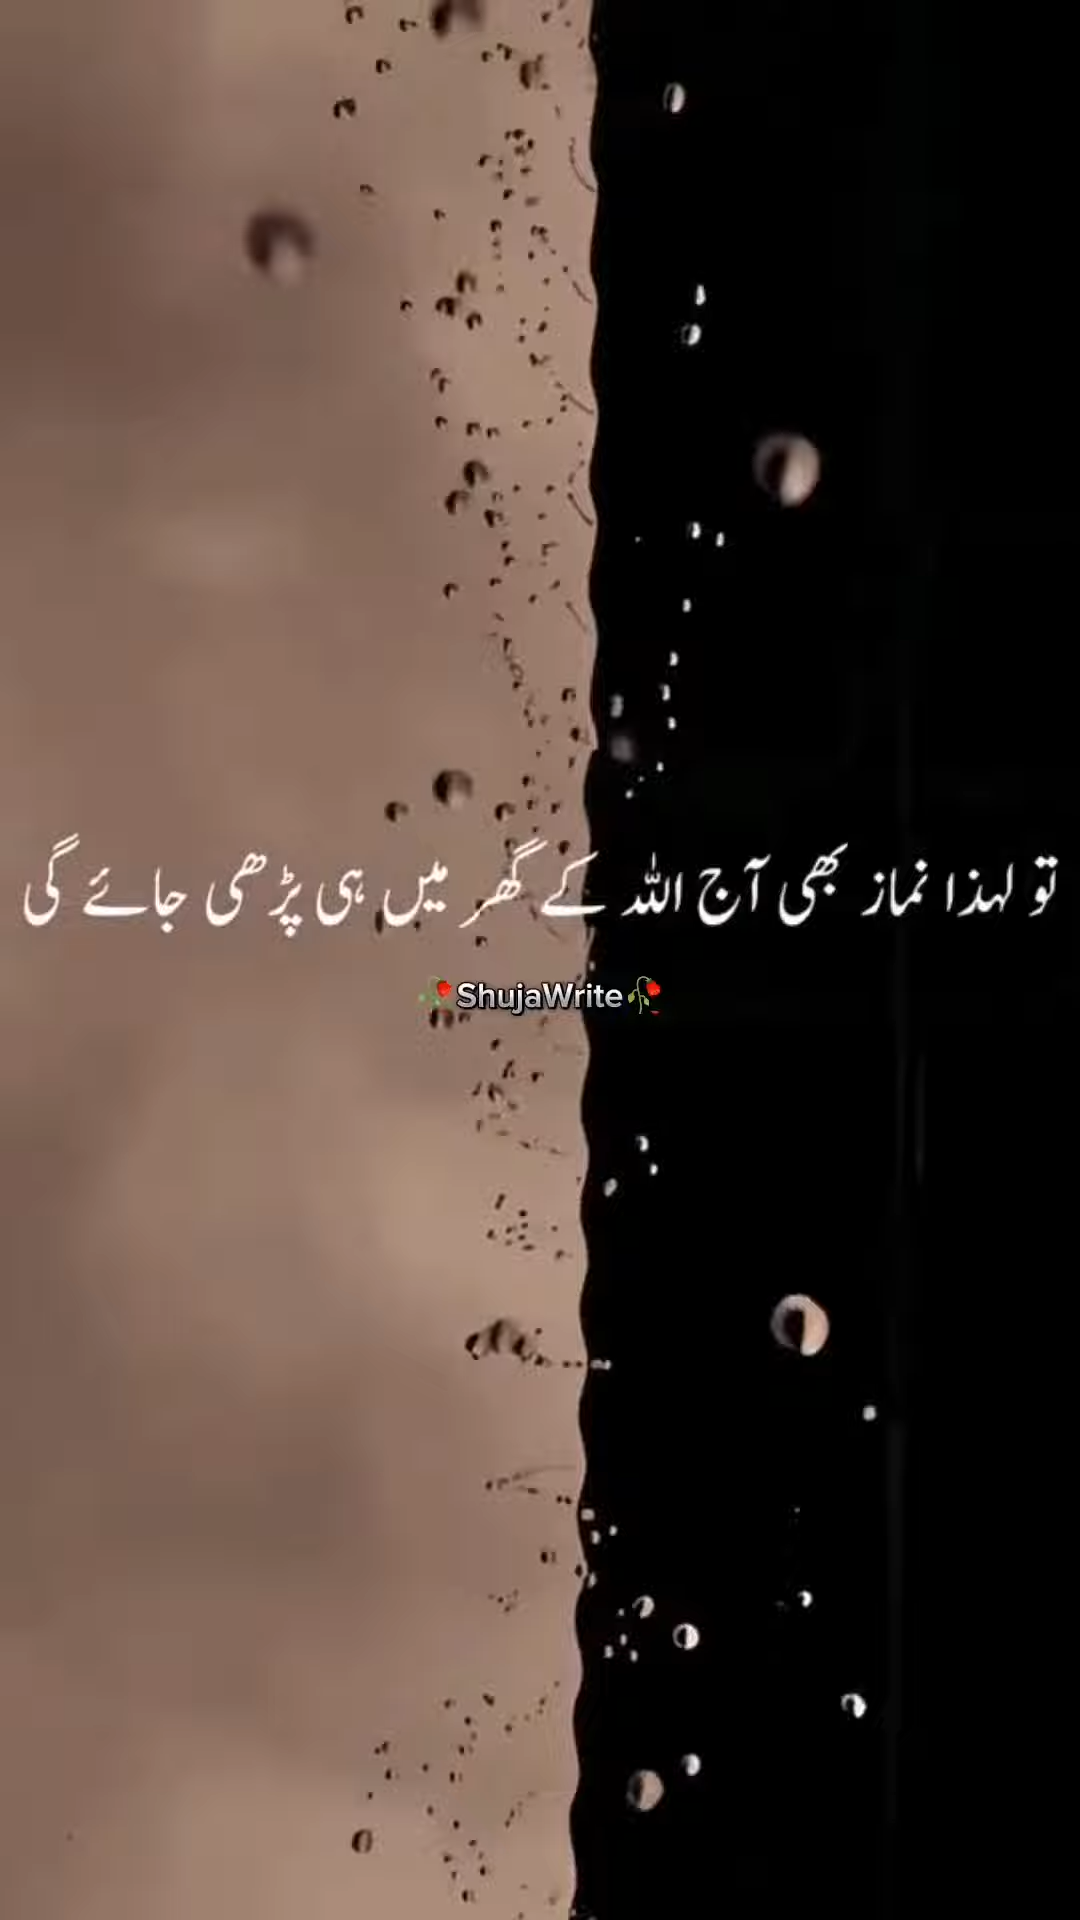 تو لہذا نماز بھی آج اللہ کے گھر میں ہی پڑھی جائے گی
🥀ShujaWrite🥀